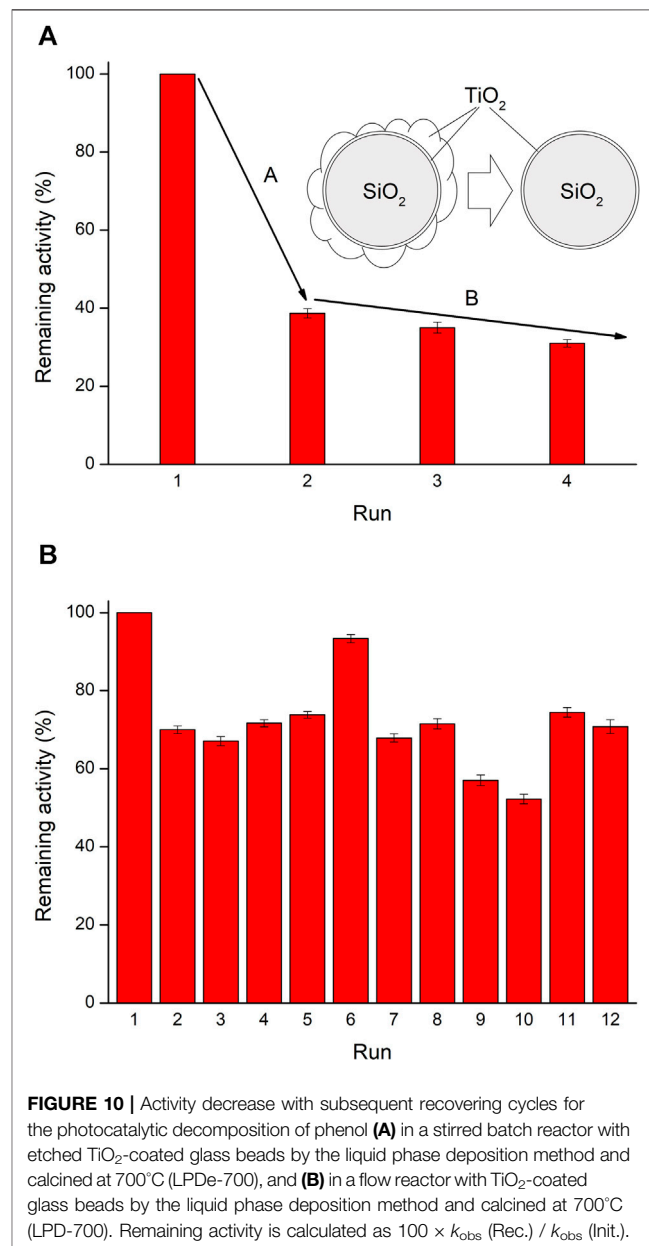 A
100
80
60
40
20
0
Remaining activity (%)
A
B
TiO₂
SiO₂
SiO₂
1 2 3 4
Run
B
100
80
60
40
20
0
Remaining activity (%)
1 2 3 4 5 6 7 8 9 10 11 12
Run
FIGURE 10 | Activity decrease with subsequent recovering cycles for
the photocatalytic decomposition of phenol (A) in a stirred batch reactor with
etched TiO₂-coated glass beads by the liquid phase deposition method and
calcined at 700°C (LPDe-700), and (B) in a flow reactor with TiO₂-coated
glass beads by the liquid phase deposition method and calcined at 700°C
(LPD-700). Remaining activity is calculated as 100 × k_obs (Rec.) / k_obs (Init.).